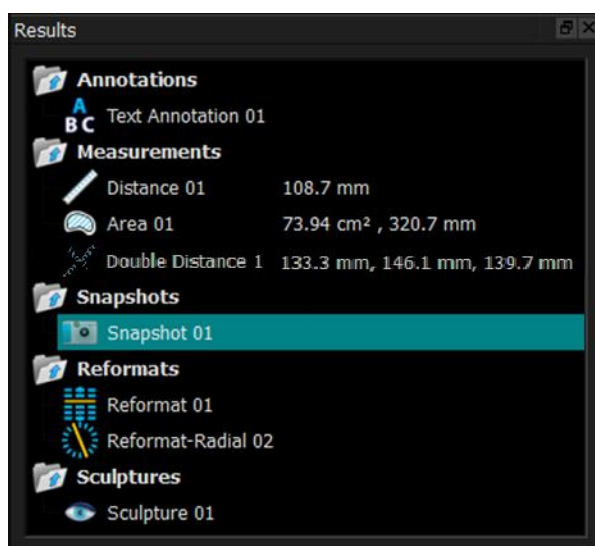 Results
Annotations
A
B C Text Annotation 01
Measurements
Distance 01 108.7 mm
Area 01 73.94 cm² , 320.7 mm
Double Distance 1 133.3 mm, 146.1 mm, 139.7 mm
Snapshots
Snapshot 01
Reformats
Reformat 01
Reformat-Radial 02
Sculptures
Sculpture 01